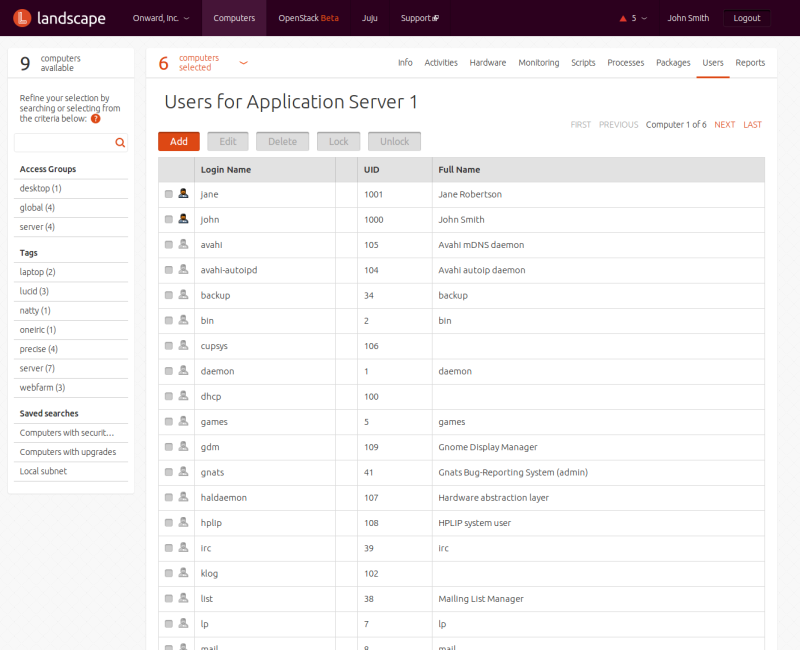 landscape
Onward, Inc.
Computers
OpenStack Beta
Juju
Support
5
John Smith
Logout
9 computers available
Refine your selection by
searching or selecting from
the criteria below: ?
Access Groups
desktop (1)
global (4)
server (4)
Tags
laptop (2)
lucid (3)
natty (1)
oneiric (1)
precise (4)
server (7)
webfarm (3)
Saved searches
Computers with securit...
Computers with upgrades
Local subnet
6 computers selected
Info Activities Hardware Monitoring Scripts Processes Packages Users Reports
Users for Application Server 1
FIRST PREVIOUS Computer 1 of 6 NEXT LAST
Add Edit Delete Lock Unlock
Login Name UID Full Name
jane 1001 Jane Robertson
john 1000 John Smith
avahi 105 Avahi mDNS daemon
avahi-autoipd 104 Avahi autoip daemon
backup 34 backup
bin 2 bin
cupsys 106
daemon 1 daemon
dhcp 100
games 5 games
gdm 109 Gnome Display Manager
gnats 41 Gnats Bug-Reporting System (admin)
haldaemon 107 Hardware abstraction layer
hplip 108 HPLIP system user
irc 39 irc
klog 102
list 38 Mailing List Manager
lp 7 lp
mail 8 mail